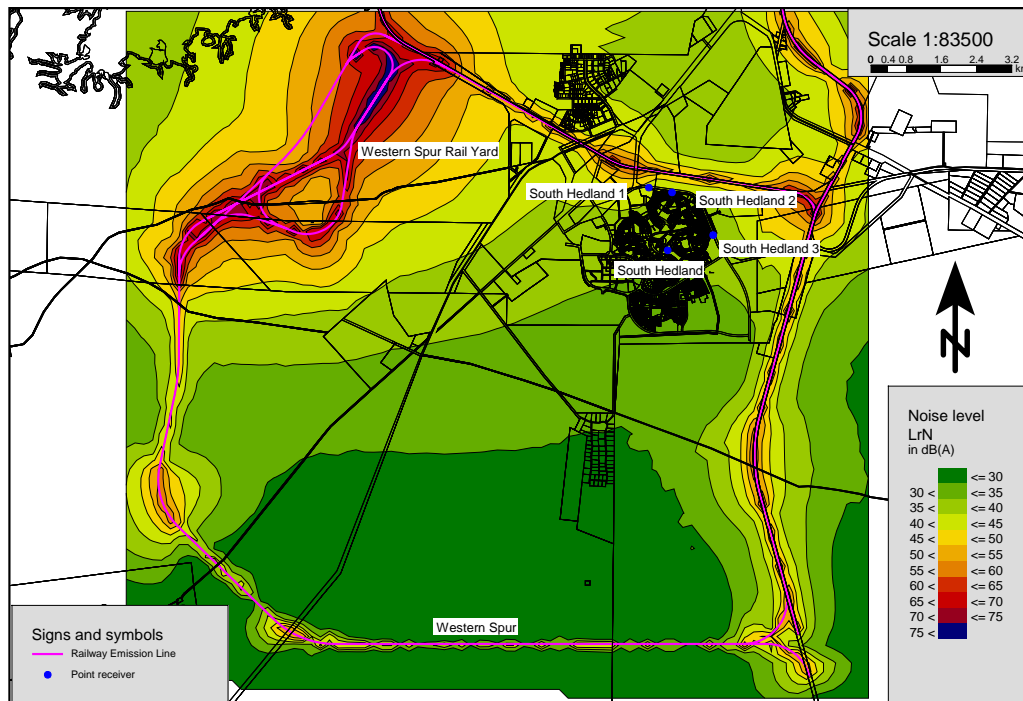 Scale 1:83500
0 0.4 0.8 1.6 2.4 3.2
km
Western Spur Rail Yard
South Hedland 1
South Hedland 2
South Hedland 3
South Hedland
Western Spur
N
Noise level
LrN
in dB(A)
<= 30
30 < <= 35
35 < <= 40
40 < <= 45
45 < <= 50
50 < <= 55
55 < <= 60
60 < <= 65
65 < <= 70
70 < <= 75
75 <
Signs and symbols
Railway Emission Line
Point receiver